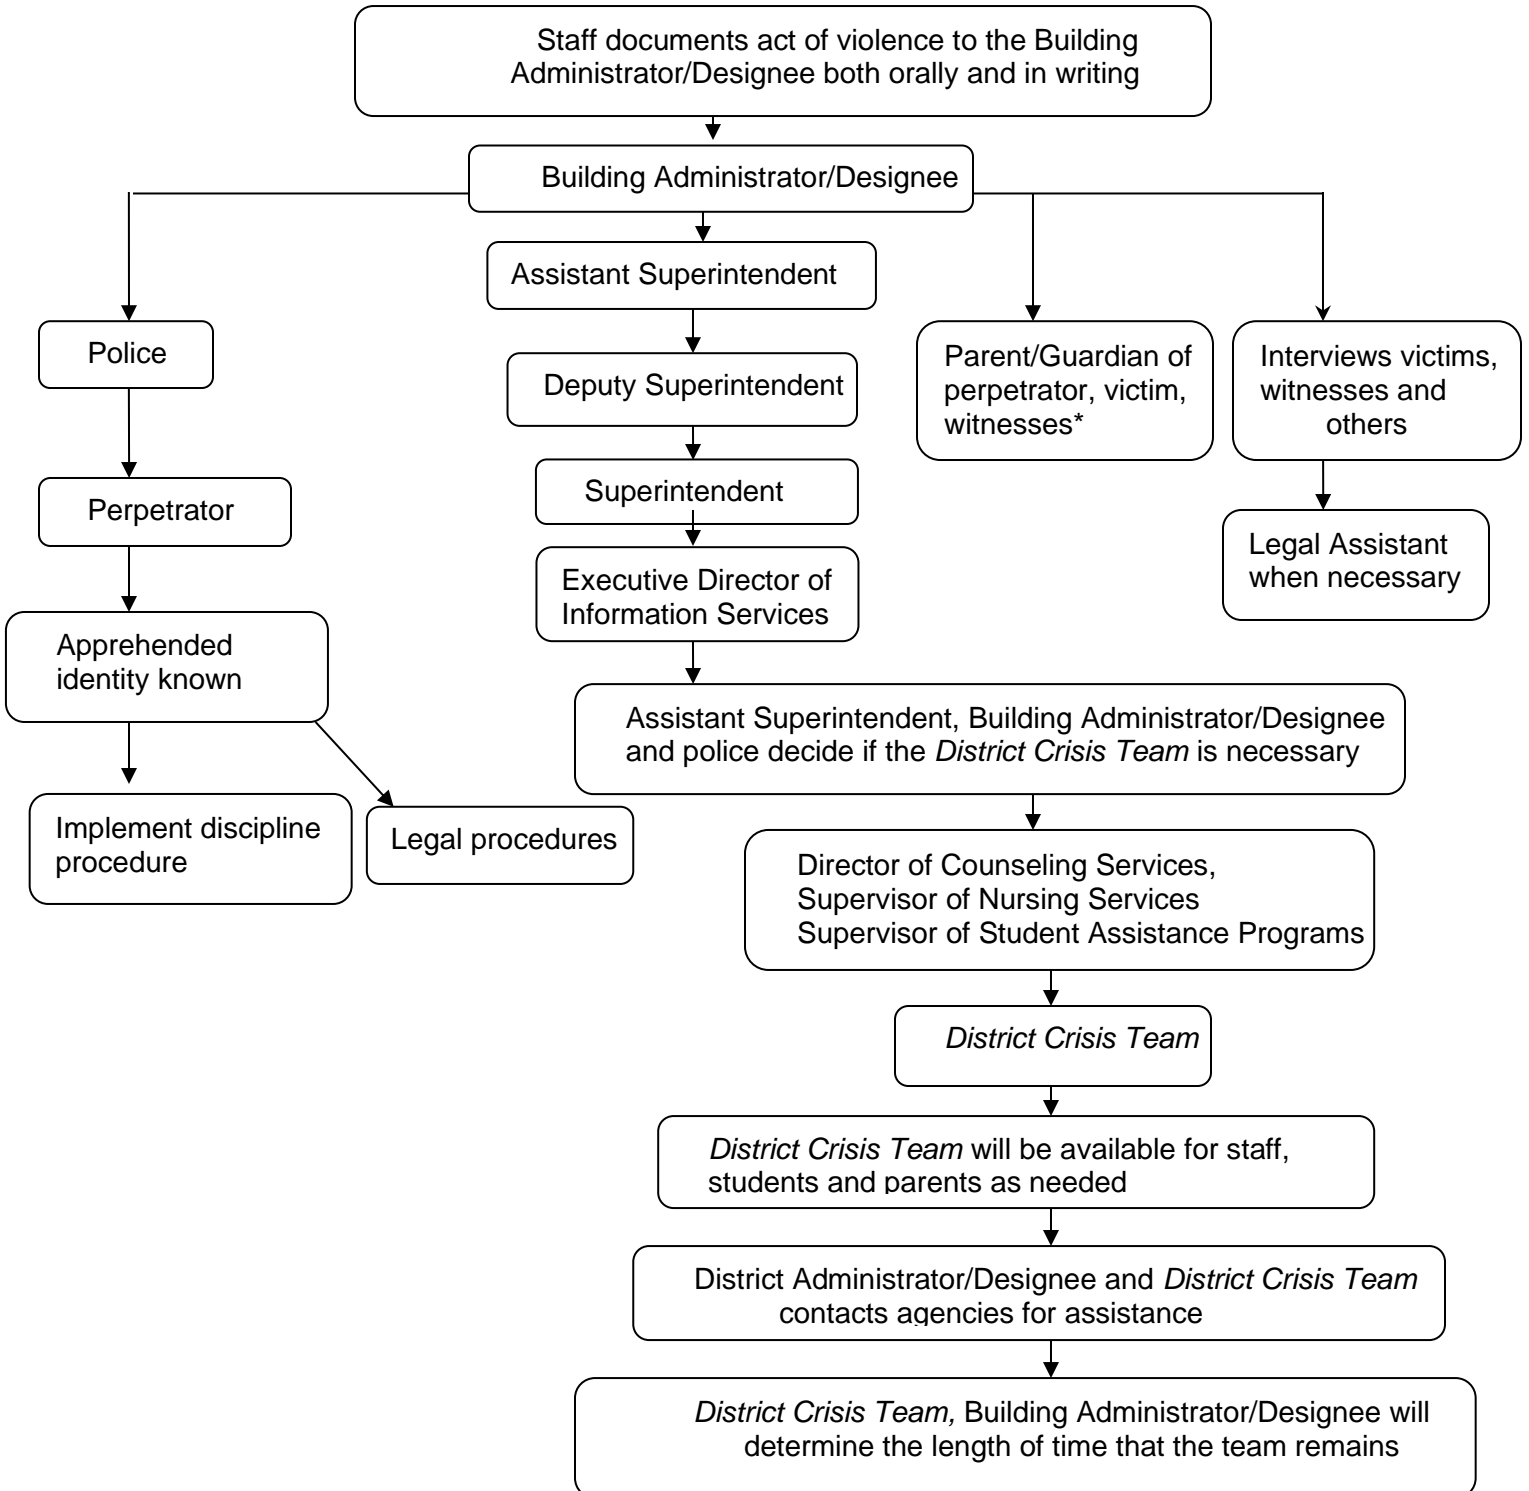 Staff documents act of violence to the Building
Administrator/Designee both orally and in writing
Building Administrator/Designee
Assistant Superintendent
Police
Deputy Superintendent
Parent/Guardian of
perpetrator, victim,
witnesses*
Interviews victims,
witnesses and
others
Perpetrator
Superintendent
Legal Assistant
when necessary
Executive Director of
Information Services
Apprehended
identity known
Assistant Superintendent, Building Administrator/Designee
and police decide if the District Crisis Team is necessary
Implement discipline
procedure
Legal procedures
Director of Counseling Services,
Supervisor of Nursing Services
Supervisor of Student Assistance Programs
District Crisis Team
District Crisis Team will be available for staff,
students and parents as needed
District Administrator/Designee and District Crisis Team
contacts agencies for assistance
District Crisis Team, Building Administrator/Designee will
determine the length of time that the team remains